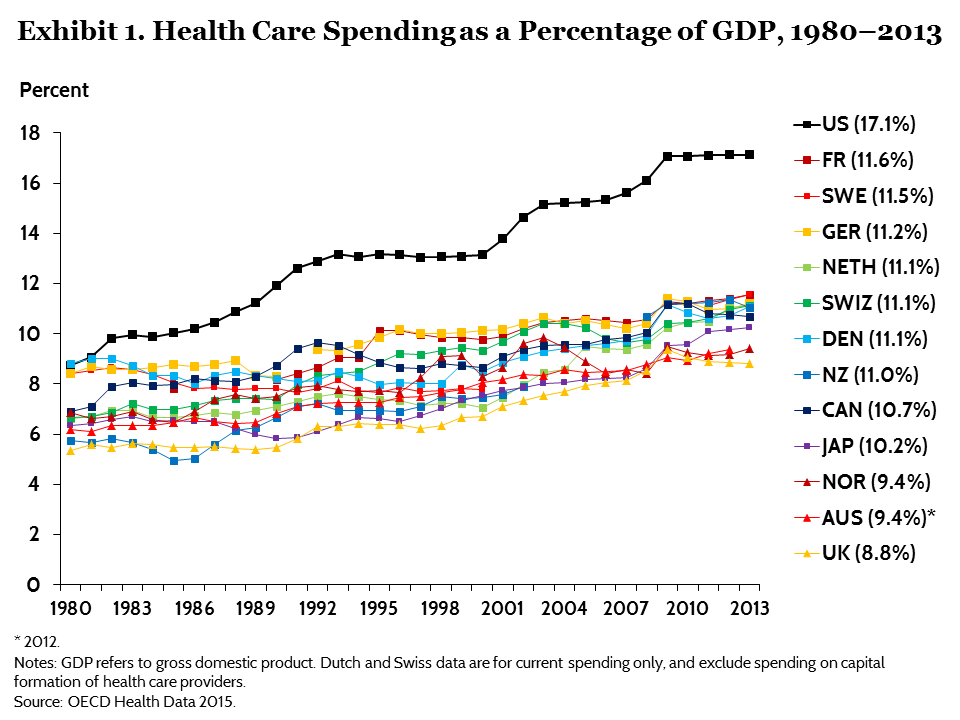 Exhibit 1. Health Care Spending as a Percentage of GDP, 1980–2013
Percent
18
16
14
12
10
8
6
4
2
0
1980 1983 1986 1989 1992 1995 1998 2001 2004 2007 2010 2013
US (17.1%)
FR (11.6%)
SWE (11.5%)
GER (11.2%)
NETH (11.1%)
SWIZ (11.1%)
DEN (11.1%)
NZ (11.0%)
CAN (10.7%)
JAP (10.2%)
NOR (9.4%)
AUS (9.4%)*
UK (8.8%)
* 2012.
Notes: GDP refers to gross domestic product. Dutch and Swiss data are for current spending only, and exclude spending on capital
formation of health care providers.
Source: OECD Health Data 2015.